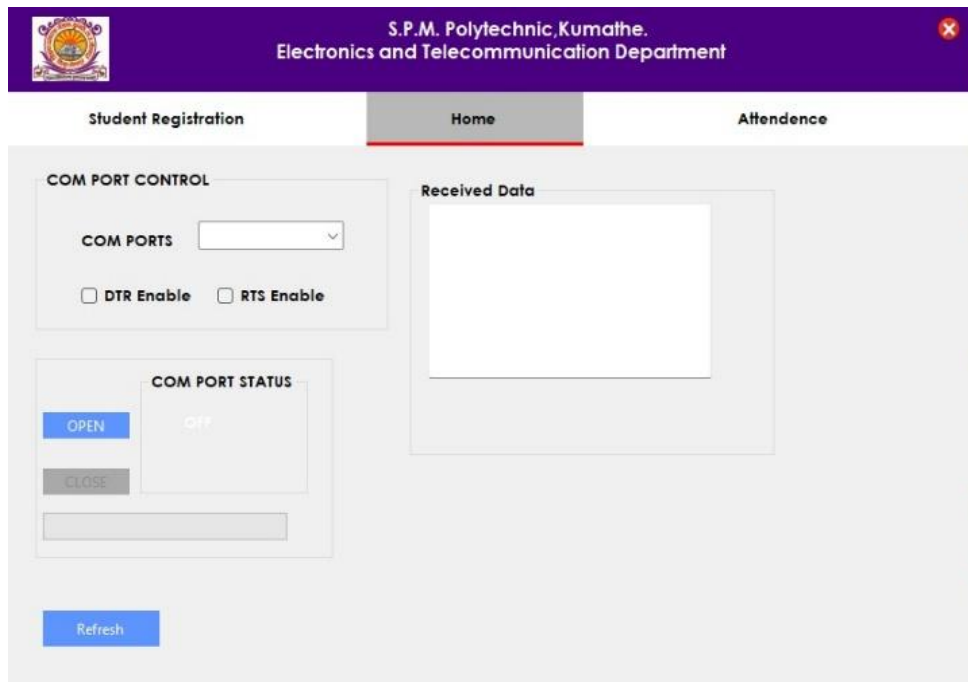 S.P.M. Polytechnic,Kumathe.
Electronics and Telecommunication Department
Student Registration
Home
Attendence
COM PORT CONTROL
COM PORTS
DTR Enable
RTS Enable
Received Data
COM PORT STATUS
OPEN
OFF
CLOSE
Refresh